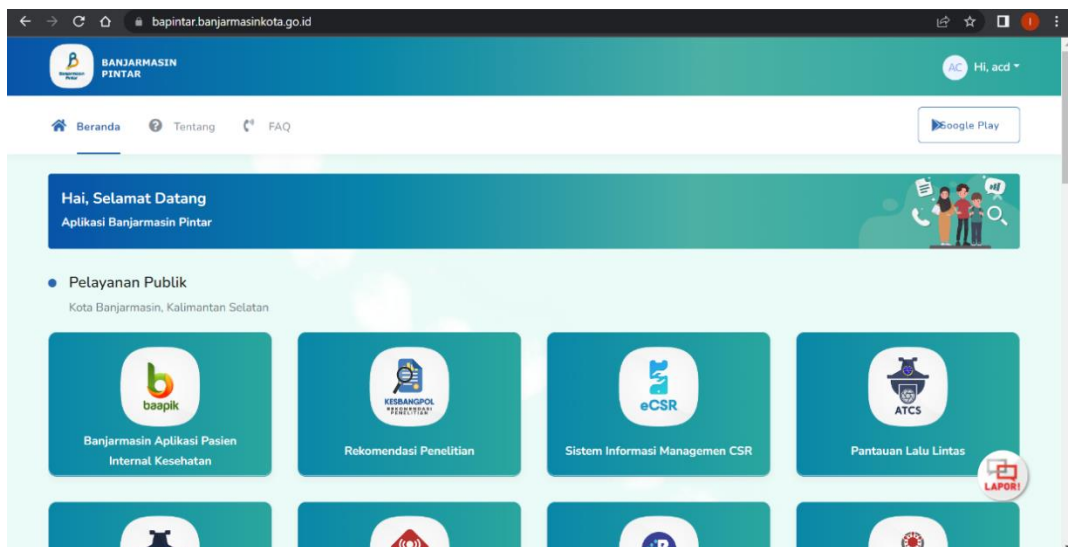 bapintar.banjarmasinkota.go.id
I
BANJARMASIN
PINTAR
AC Hi, acd
Beranda Tentang FAQ Google Play
Hai, Selamat Datang
Aplikasi Banjarmasin Pintar
Pelayanan Publik
Kota Banjarmasin, Kalimantan Selatan
baapik
Banjarmasin Aplikasi Pasien
Internal Kesehatan
KESBANGPOL
REKOMENDASI
PENELITIAN
Rekomendasi Penelitian
eCSR
Sistem Informasi Managemen CSR
ATCS
Pantauan Lalu Lintas
LAPOR!